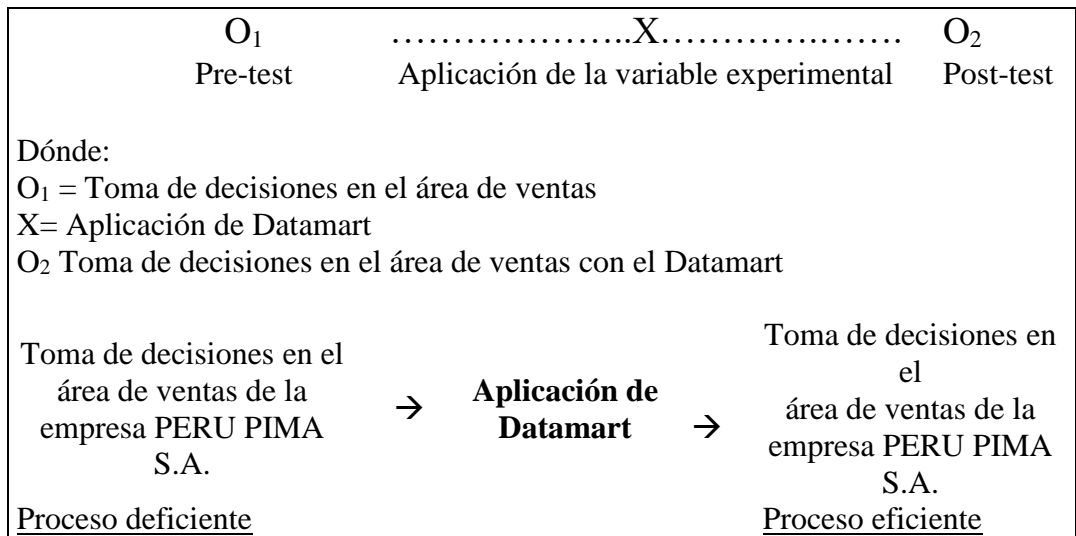 O₁ ………………..X………….……. O₂
Pre-test Aplicación de la variable experimental Post-test
Dónde:
O₁ = Toma de decisiones en el área de ventas
X= Aplicación de Datamart
O₂ Toma de decisiones en el área de ventas con el Datamart
Toma de decisiones en el
área de ventas de la
empresa PERU PIMA
S.A.
→
Aplicación de
Datamart
→
Toma de decisiones en
el
área de ventas de la
empresa PERU PIMA
S.A.
Proceso deficiente
Proceso eficiente